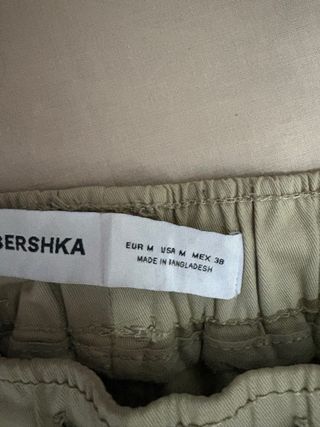 BERSHKA
EUR M USA M MEX 38
MADE IN BANGLADESH